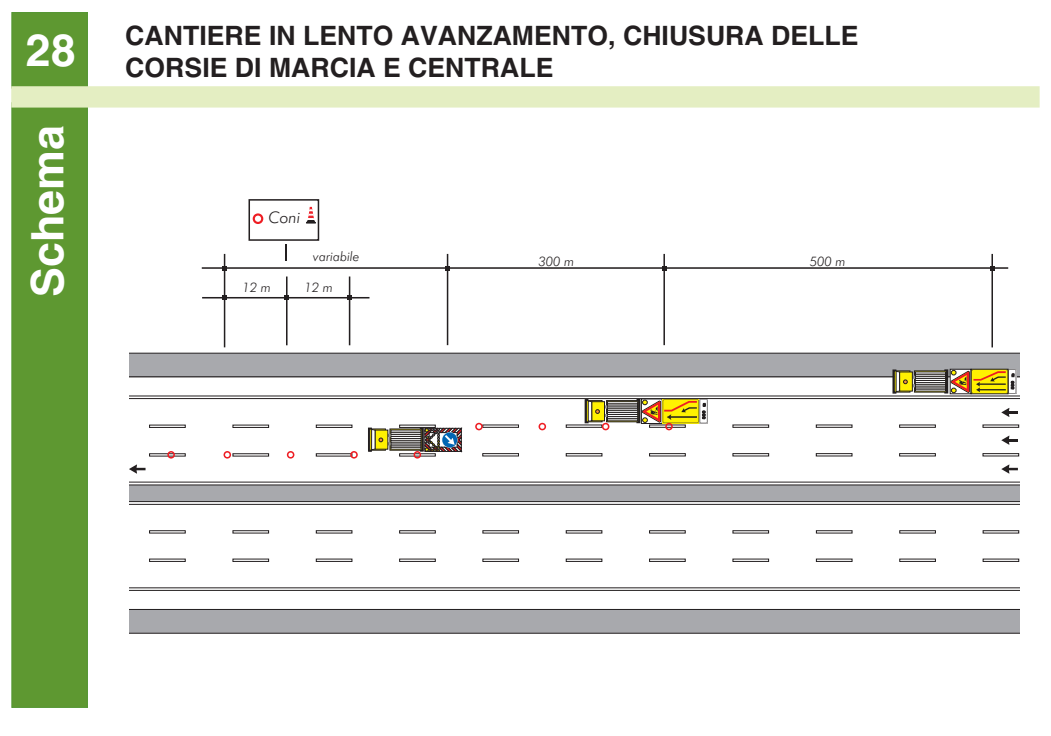 28
CANTIERE IN LENTO AVANZAMENTO, CHIUSURA DELLE
CORSIE DI MARCIA E CENTRALE
Schema
Coni
variabile
300 m
500 m
12 m
12 m